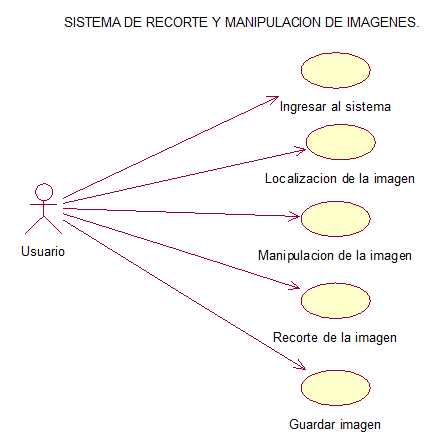 SISTEMA DE RECORTE Y MANIPULACION DE IMAGENES.
Ingresar al sistema
Localizacion de la imagen
Usuario
Manipulacion de la imagen
Recorte de la imagen
Guardar imagen